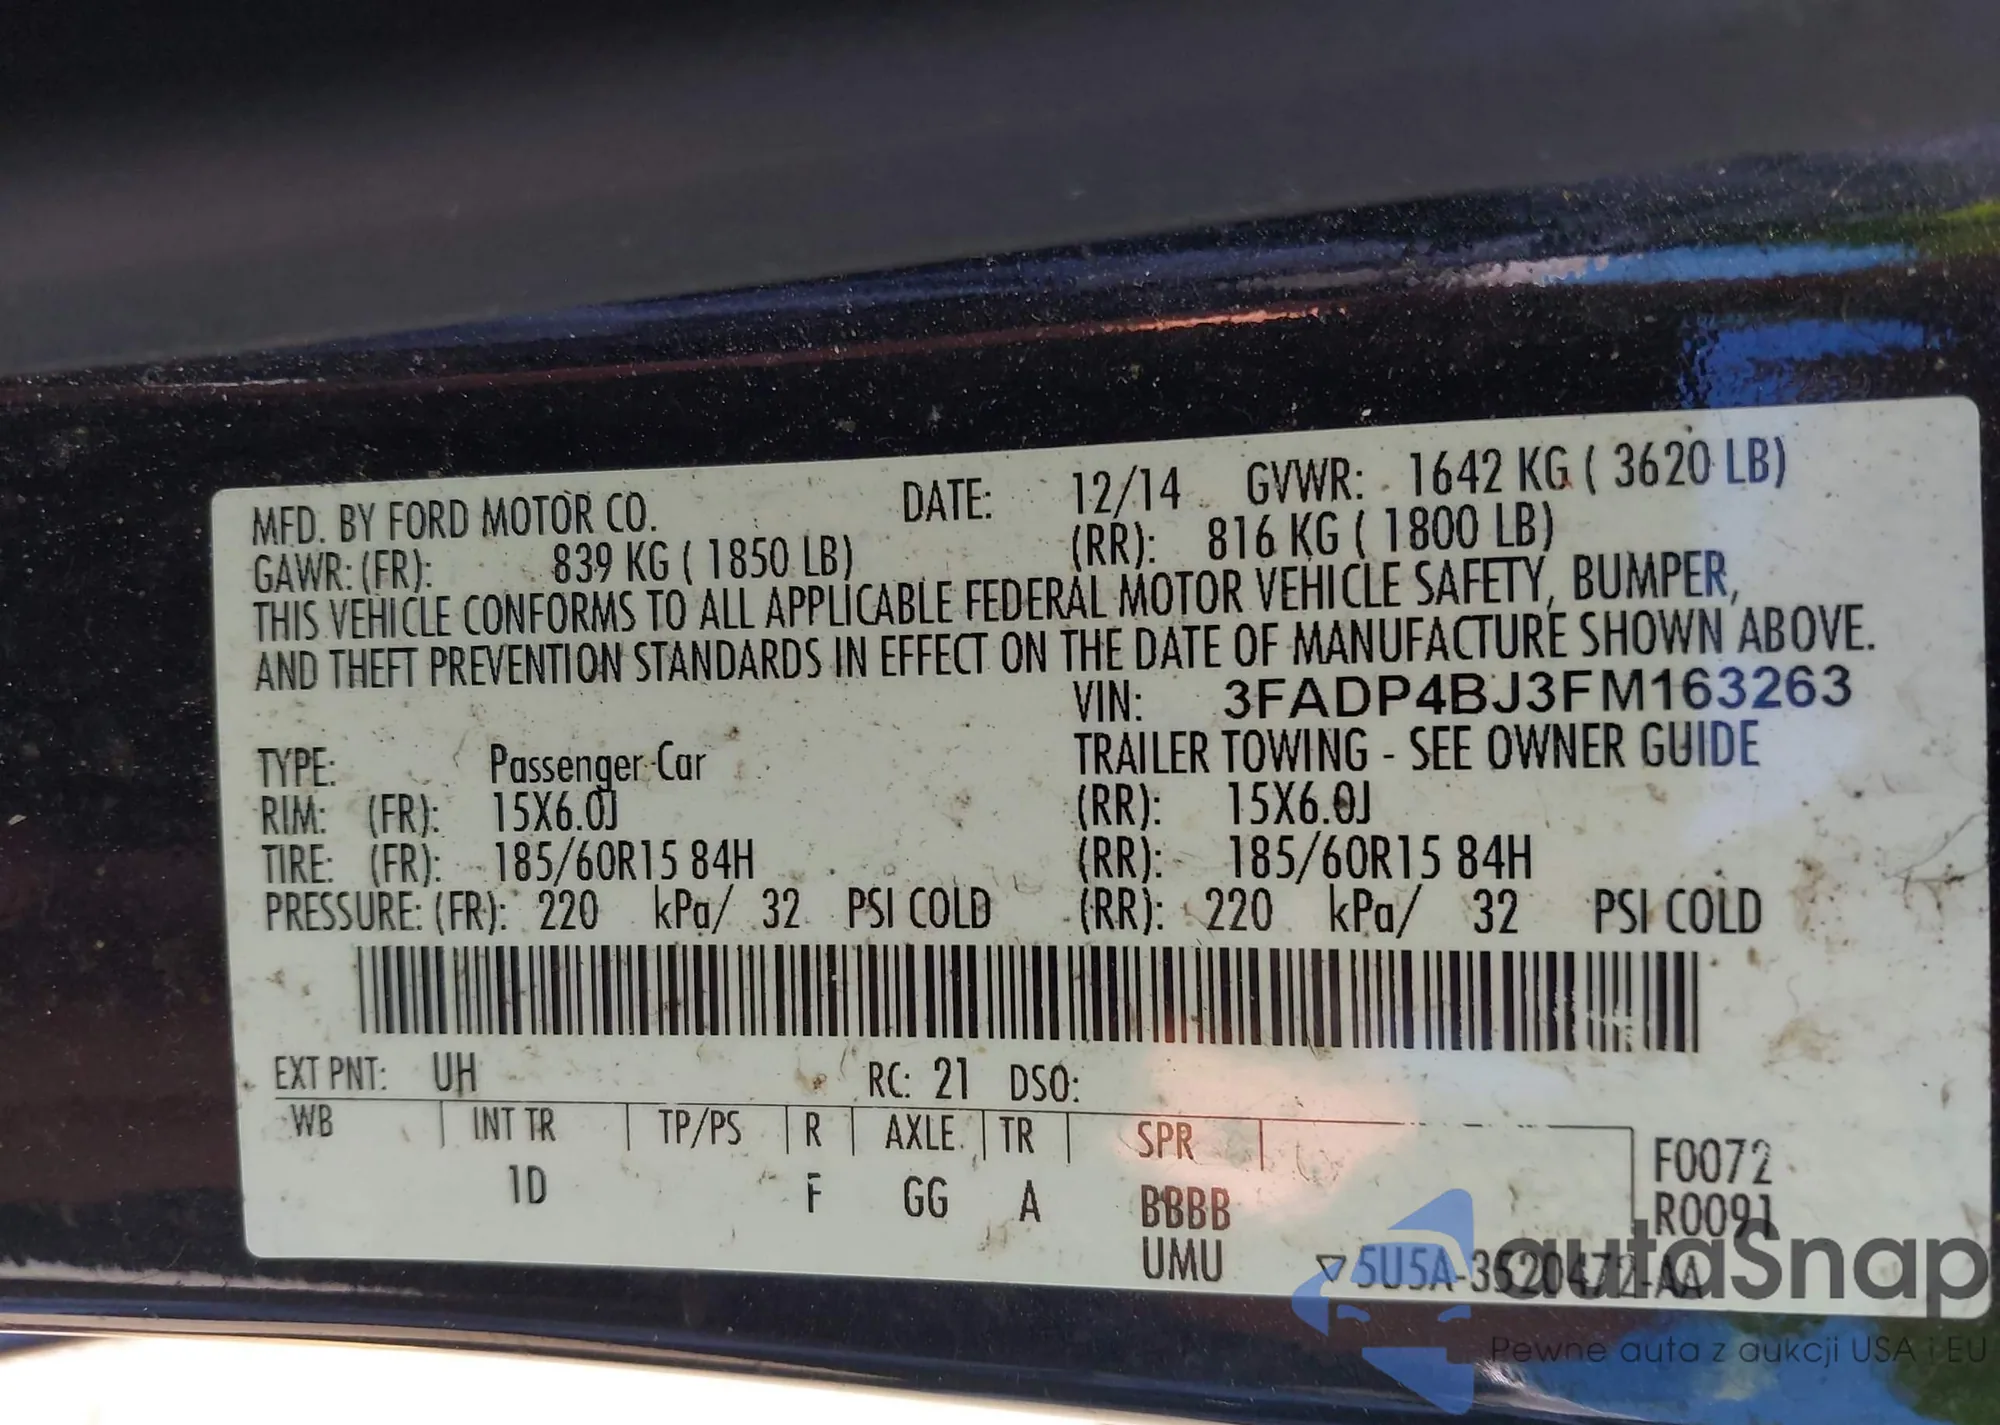 MFD. BY FORD MOTOR CO. DATE: 12/14 GVWR: 1642 KG ( 3620 LB)
GAWR: (FR): 839 KG ( 1850 LB) (RR): 816 KG ( 1800 LB)
THIS VEHICLE CONFORMS TO ALL APPLICABLE FEDERAL MOTOR VEHICLE SAFETY, BUMPER,
AND THEFT PREVENTION STANDARDS IN EFFECT ON THE DATE OF MANUFACTURE SHOWN ABOVE.
VIN: 3FADP4BJ3FM163263
TYPE: Passenger Car TRAILER TOWING - SEE OWNER GUIDE
RIM: (FR): 15X6.0J (RR): 15X6.0J
TIRE: (FR): 185/60R15 84H (RR): 185/60R15 84H
PRESSURE: (FR): 220 kPa/ 32 PSI COLD (RR): 220 kPa/ 32 PSI COLD
EXT PNT: UH RC: 21 DSO:
WB INT TR TP/PS R AXLE TR SPR
1D F GG A BBBB
UMU
F0072
R0091
▽ 5U5A-3520472-AA
autaSnap
Pewne auta z aukcji USA i EU